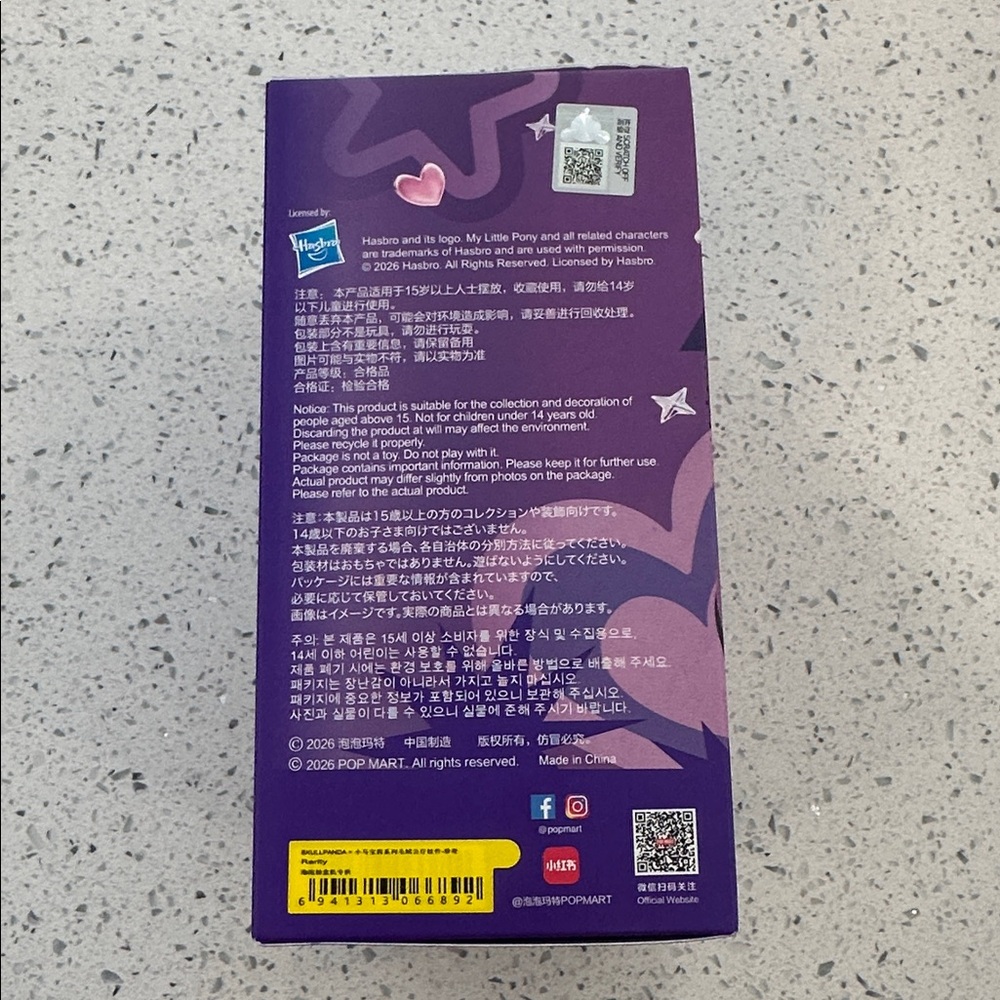 SCRATCH OFF
AND VERIFY
Licensed by:
Hasbro
Hasbro and its logo. My Little Pony and all related characters
are trademarks of Hasbro and are used with permission.
© 2026 Hasbro. All Rights Reserved. Licensed by Hasbro.
注意： 本产品适用于15岁以上人士摆放，收藏使用，请勿给14岁
以下儿童进行使用。
随意丢弃本产品，可能会对环境造成影响，请妥善进行回收处理。
包装部分不是玩具，请勿进行玩耍。
包装上含有重要信息，请保留备用
图片可能与实物不符，请以实物为准
产品等级：合格品
合格证：检验合格
Notice: This product is suitable for the collection and decoration of
people aged above 15. Not for children under 14 years old.
Discarding the product at will may affect the environment.
Please recycle it properly.
Package is not a toy. Do not play with it.
Package contains important information. Please keep it for further use.
Actual product may differ slightly from photos on the package.
Please refer to the actual product.
注意：本製品は15歳以上の方のコレクションや装飾向けです。
14歳以下のお子さま向けではございません。
本製品を廃棄する場合、各自治体の分別方法に従ってください。
包装材はおもちゃではありません。遊ばないようにしてください。
パッケージには重要な情報が含まれていますので、
必要に応じて保管しておいてください。
画像はイメージです。実際の商品とは異なる場合があります。
주의: 본 제품은 15세 이상 소비자를 위한 장식 및 수집용으로,
14세 이하 어린이는 사용할 수 없습니다.
제품 폐기 시에는 환경 보호를 위해 올바른 방법으로 배출해 주세요.
패키지는 장난감이 아니라서 가지고 놀지 마십시오.
패키지에 중요한 정보가 포함되어 있으니 보관해 주십시오.
사진과 실물이 다를 수 있으니 실물에 준해 주시기 바랍니다.
© 2026 泡泡玛特 中国制造 版权所有，仿冒必究。
© 2026 POP MART. All rights reserved. Made in China
@popmart
小红书
@泡泡玛特POPMART
微信扫码关注
Official Website
SKULLPANDA × 小马宝莉系列毛绒公仔挂件-珍奇
Rarity
6 941313 066892